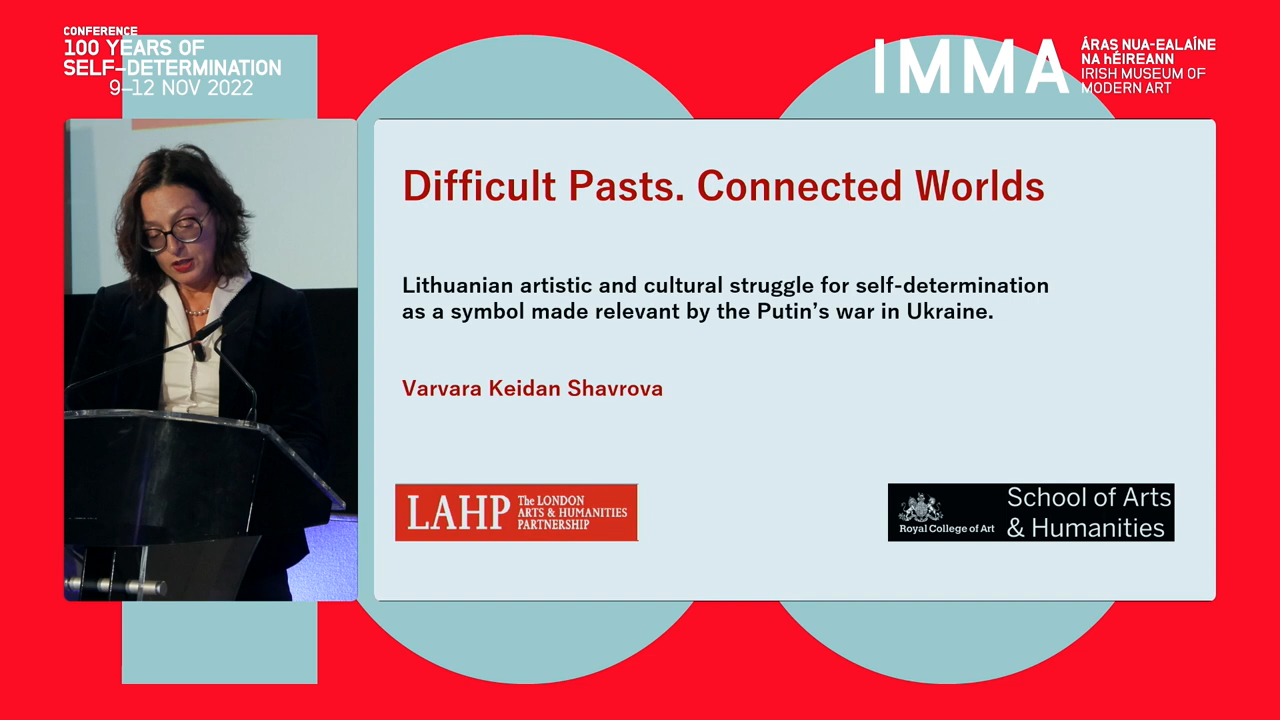 CONFERENCE
100 YEARS OF
SELF-DETERMINATION
9–12 NOV 2022
IMMA
ÁRAS NUA-EALAÍNE
NA hÉIREANN
IRISH MUSEUM OF
MODERN ART
Difficult Pasts. Connected Worlds
Lithuanian artistic and cultural struggle for self-determination
as a symbol made relevant by the Putin’s war in Ukraine.
Varvara Keidan Shavrova
LAHP
The LONDON
ARTS & HUMANITIES
PARTNERSHIP
Royal College of Art
School of Arts
& Humanities